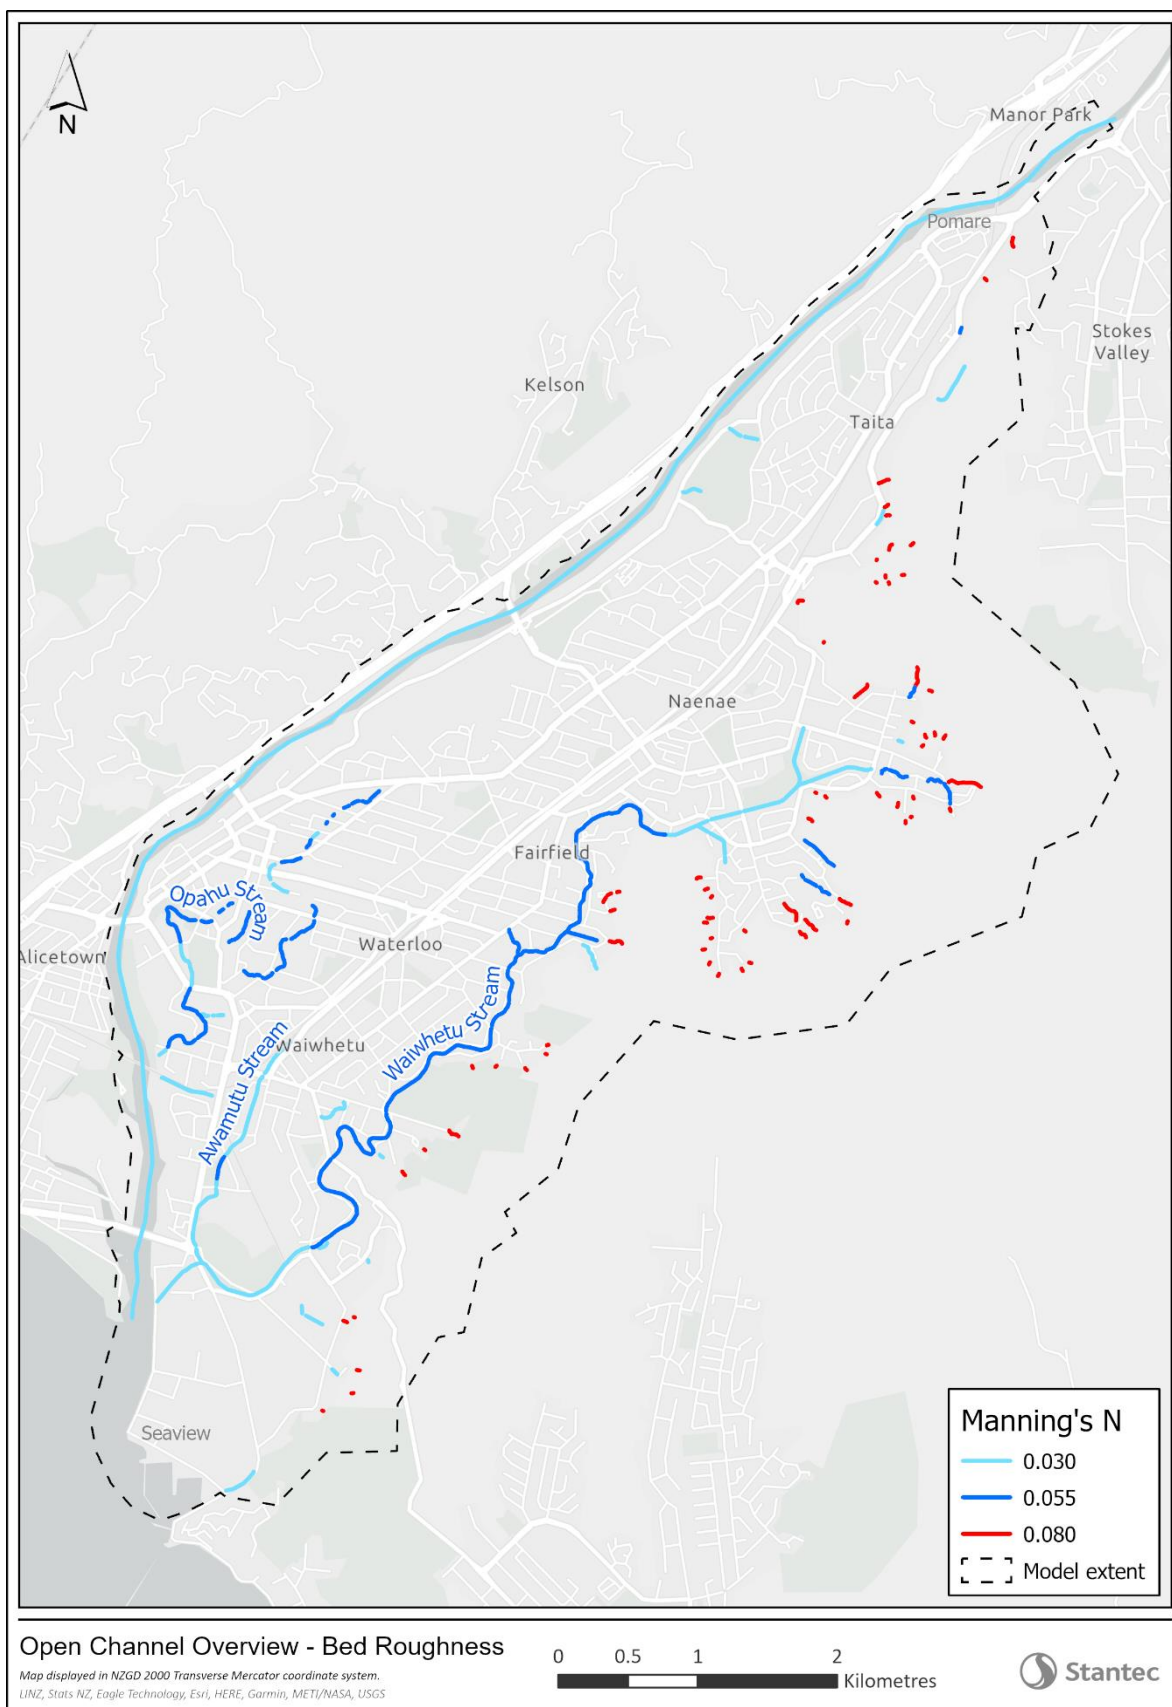 N
Manor Park
Pomare
Stokes
Valley
Kelson
Taita
Naenae
Fairfield
Opahu Stream
Waterloo
Alicetown
Waiwhetu Stream
Waiwhetu
Awamutu Stream
Seaview
Manning's N
0.030
0.055
0.080
Model extent
Open Channel Overview - Bed Roughness
Map displayed in NZGD 2000 Transverse Mercator coordinate system.
LINZ, Stats NZ, Eagle Technology, Esri, HERE, Garmin, METI/NASA, USGS
0 0.5 1 2
Kilometres
Stantec